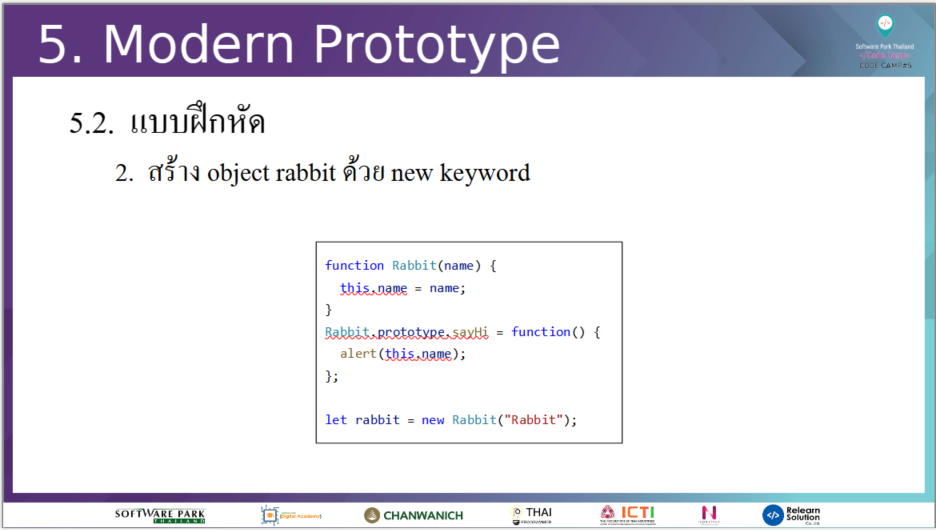 5. Modern Prototype
Software Park Thailand
CODE CAMP#5
5.2. แบบฝึกหัด
2. สร้าง object rabbit ด้วย new keyword
function Rabbit(name) {
this.name = name;
}
Rabbit.prototype.sayHi = function() {
alert(this.name);
};
let rabbit = new Rabbit("Rabbit");
SOFTWARE PARK
THAILAND
Digital Academy
CHANWANICH
THAI
PROGRAMMER
ICTI
N
Relearn
Solution
Co.,Ltd.